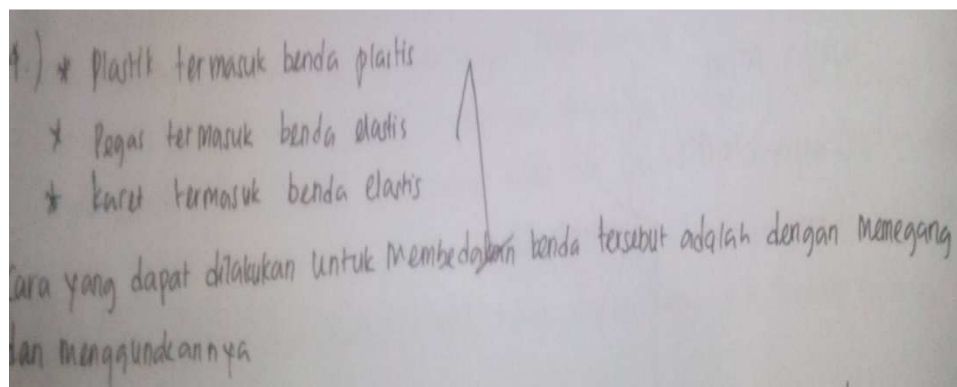 4.) * Plastik termasuk benda plastis
* Pegas termasuk benda elastis
* karet termasuk benda elastis
Cara yang dapat dilakukan untuk membedakan benda tersebut adalah dengan memegang
dan menggundcannya